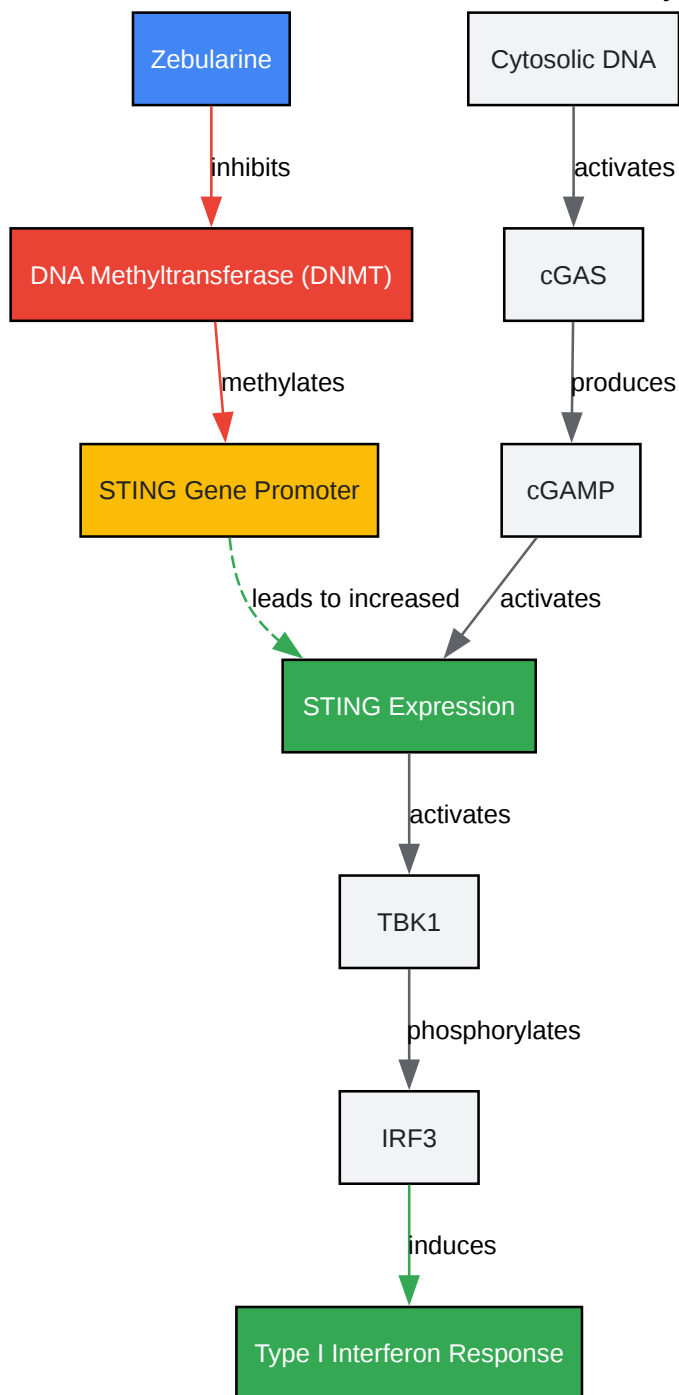 Zebularine
Cytosolic DNA
inhibits
activates
DNA Methyltransferase (DNMT)
cGAS
methylates
produces
STING Gene Promoter
cGAMP
leads to increased
activates
STING Expression
activates
TBK1
phosphorylates
IRF3
induces
Type I Interferon Response